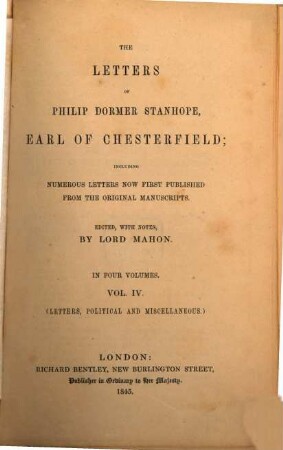 THE
LETTERS
OF
PHILIP DORMER STANHOPE,
EARL OF CHESTERFIELD;
INCLUDING
NUMEROUS LETTERS NOW FIRST PUBLISHED
FROM THE ORIGINAL MANUSCRIPTS.
EDITED, WITH NOTES,
BY LORD MAHON.
IN FOUR VOLUMES.
VOL. IV.
(LETTERS, POLITICAL AND MISCELLANEOUS.)
LONDON:
RICHARD BENTLEY, NEW BURLINGTON STREET,
Publisher in Ordinary to Her Majesty.
1845.